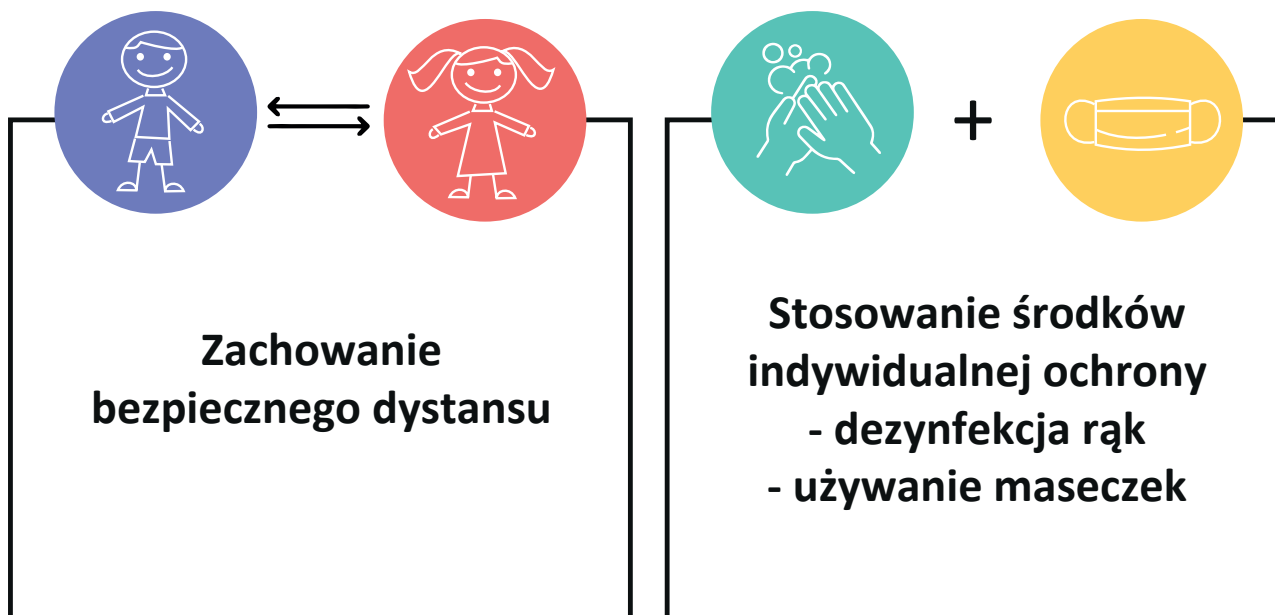 Zachowanie
bezpiecznego dystansu
+
Stosowanie środków
indywidualnej ochrony
- dezynfekcja rąk
- używanie maseczek